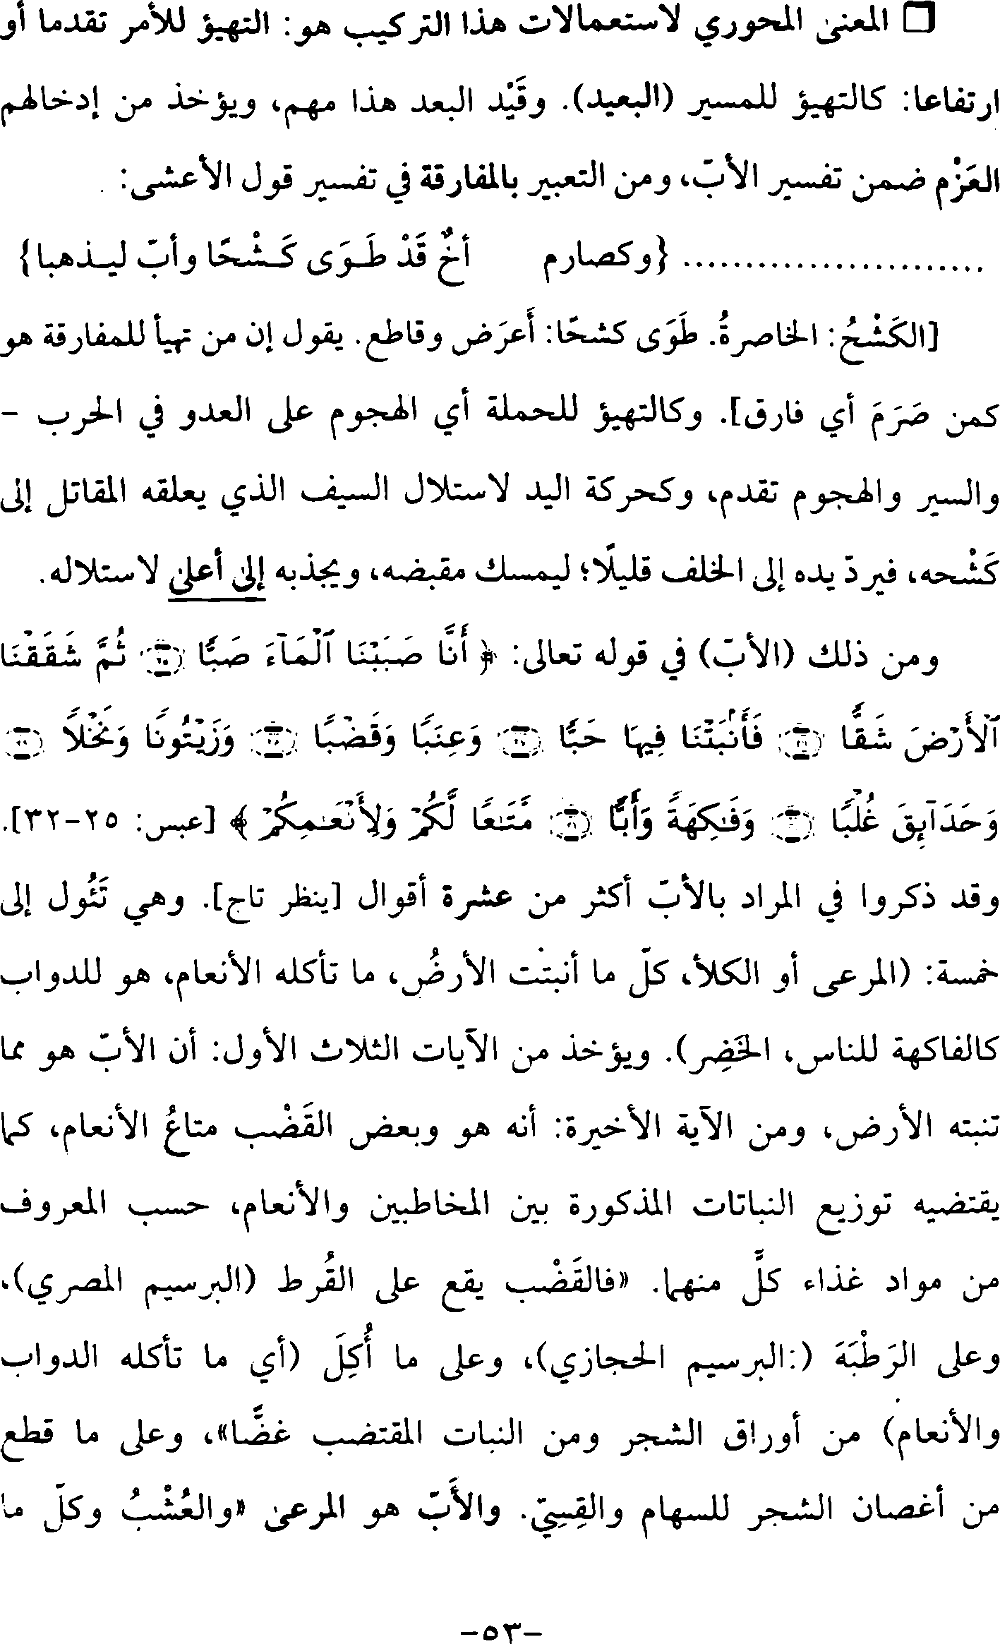 ❒ المعنى المحوري لاستعمالات هذا التركيب هو: التهيؤ للأمر تقدما أو
ارتفاعا: كالتهيؤ للمسير (البعيد). وقَيْد البعد هذا مهم، ويؤخذ من إدخالهم
العَزْم ضمن تفسير الأبّ، ومن التعبير بالمفارقة في تفسير قول الأعشى:
........................ {وكصارم أخٌ قَدْ طَوَى كَشْحًا وأبّ ليذهبا}
[الكَشْحُ: الخاصرةُ. طَوَى كشحًا: أَعرَض وقاطع. يقول إن من تهيأ للمفارقة هو
كمن صَرَمَ أي فارق]. وكالتهيؤ للحملة أي الهجوم على العدو في الحرب -
والسير والهجوم تقدم، وكحركة اليد لاستلال السيف الذي يعلقه المقاتل إلى
كَشْحه، فيردّ يده إلى الخلف قليلًا؛ ليمسك مقبضه، ويجذبه إلى أعلى لاستلاله.
ومن ذلك (الأبّ) في قوله تعالى: ﴿ أَنَّا صَبَبْنَا ٱلْمَآءَ صَبًّا ۝٢٥ ثُمَّ شَقَقْنَا
ٱلْأَرْضَ شَقًّا ۝٢٦ فَأَنۢبَتْنَا فِيهَا حَبًّا ۝٢٧ وَعِنَبًا وَقَضْبًا ۝٢٨ وَزَيْتُونًا وَنَخْلًا ۝٢٩
وَحَدَآئِقَ غُلْبًا ۝٣٠ وَفَـٰكِهَةً وَأَبًّا ۝٣١ مَّتَـٰعًا لَّكُمْ وَلِأَنْعَـٰمِكُمْ ﴾ [عبس: ٢٥-٣٢].
وقد ذكروا في المراد بالأبّ أكثر من عشرة أقوال [ينظر تاج]. وهي تَئُول إلى
خمسة: (المرعى أو الكلأ، كلّ ما أنبتت الأرضُ، ما تأكله الأنعام، هو للدواب
كالفاكهة للناس، الخَضِر). ويؤخذ من الآيات الثلاث الأول: أن الأبّ هو مما
تنبته الأرض، ومن الآية الأخيرة: أنه هو وبعض القَضْب متاعُ الأنعام، كما
يقتضيه توزيع النباتات المذكورة بين المخاطبين والأنعام، حسب المعروف
من مواد غذاء كلٍّ منهما. «فالقَضْب يقع على القُرط (البرسيم المصري)،
وعلى الرَطْبَة (:البرسيم الحجازي)، وعلى ما أُكِلَ (أي ما تأكله الدواب
والأنعام) من أوراق الشجر ومن النبات المقتضب غضًّا»، وعلى ما قطع
من أغصان الشجر للسهام والقِسِيّ. والأَبّ هو المرعى «والعُشْبُ وكلّ ما
-٥٣-